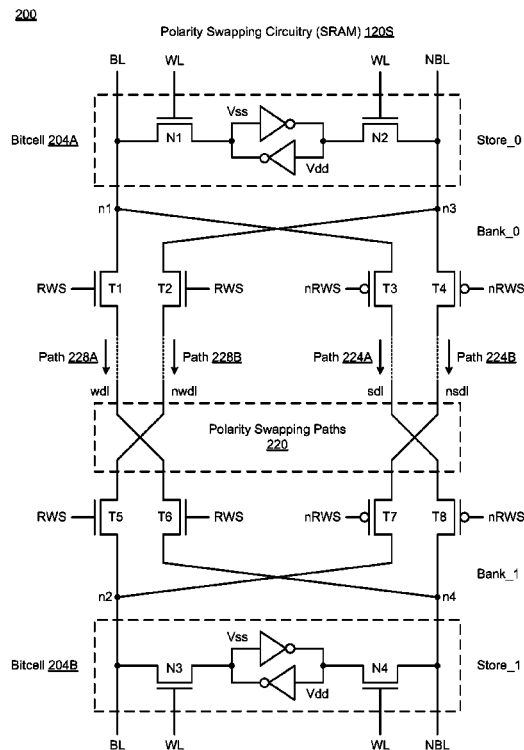 200
Polarity Swapping Circuitry (SRAM) 120S
BL WL WL NBL
Bitcell 204A Vss N1 N2 Vdd Store_0
n1 n3 Bank_0
RWS T1 T2 RWS nRWS T3 T4 nRWS
Path 228A Path 228B Path 224A Path 224B
wdl nwdl sdl nsdl
Polarity Swapping Paths
220
RWS T5 T6 RWS nRWS T7 T8 nRWS
Bank_1
n2 n4
Bitcell 204B Vss N3 N4 Vdd Store_1
BL WL WL NBL